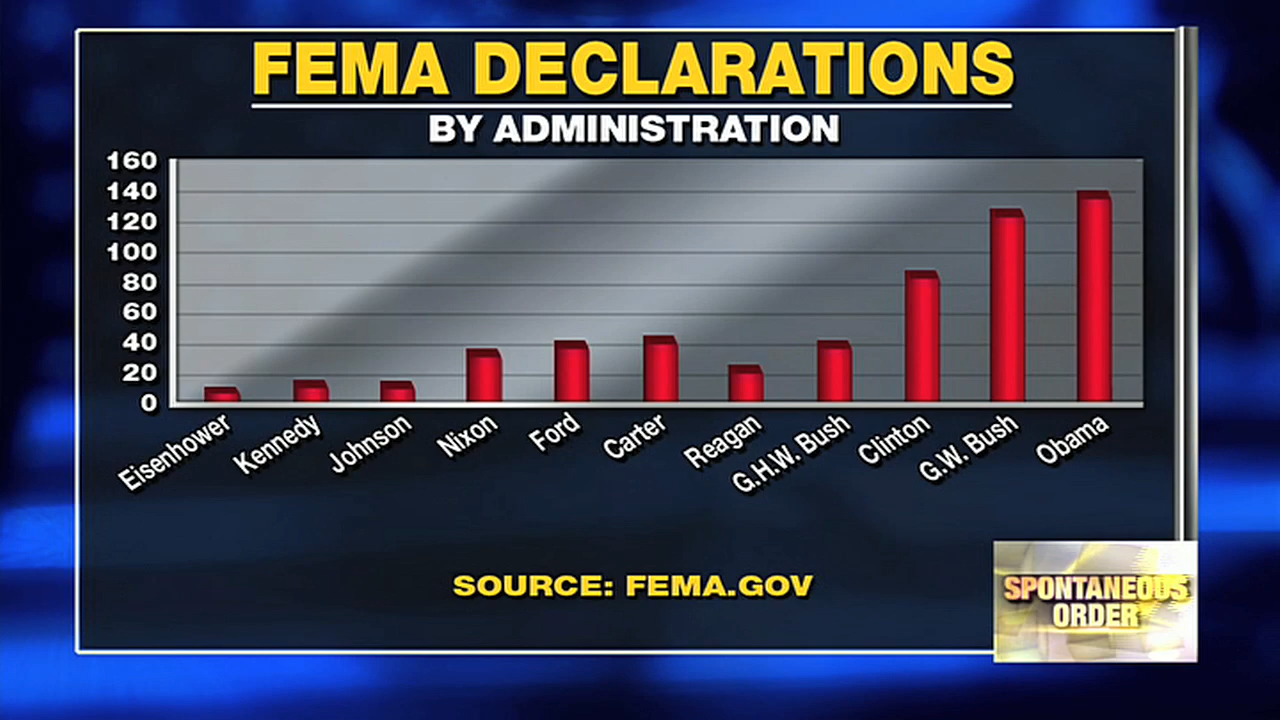 FEMA DECLARATIONS
BY ADMINISTRATION
160
140
120
100
80
60
40
20
0
Eisenhower
Kennedy
Johnson
Nixon
Ford
Carter
Reagan
G.H.W. Bush
Clinton
G.W. Bush
Obama
SOURCE: FEMA.GOV
SPONTANEOUS
ORDER